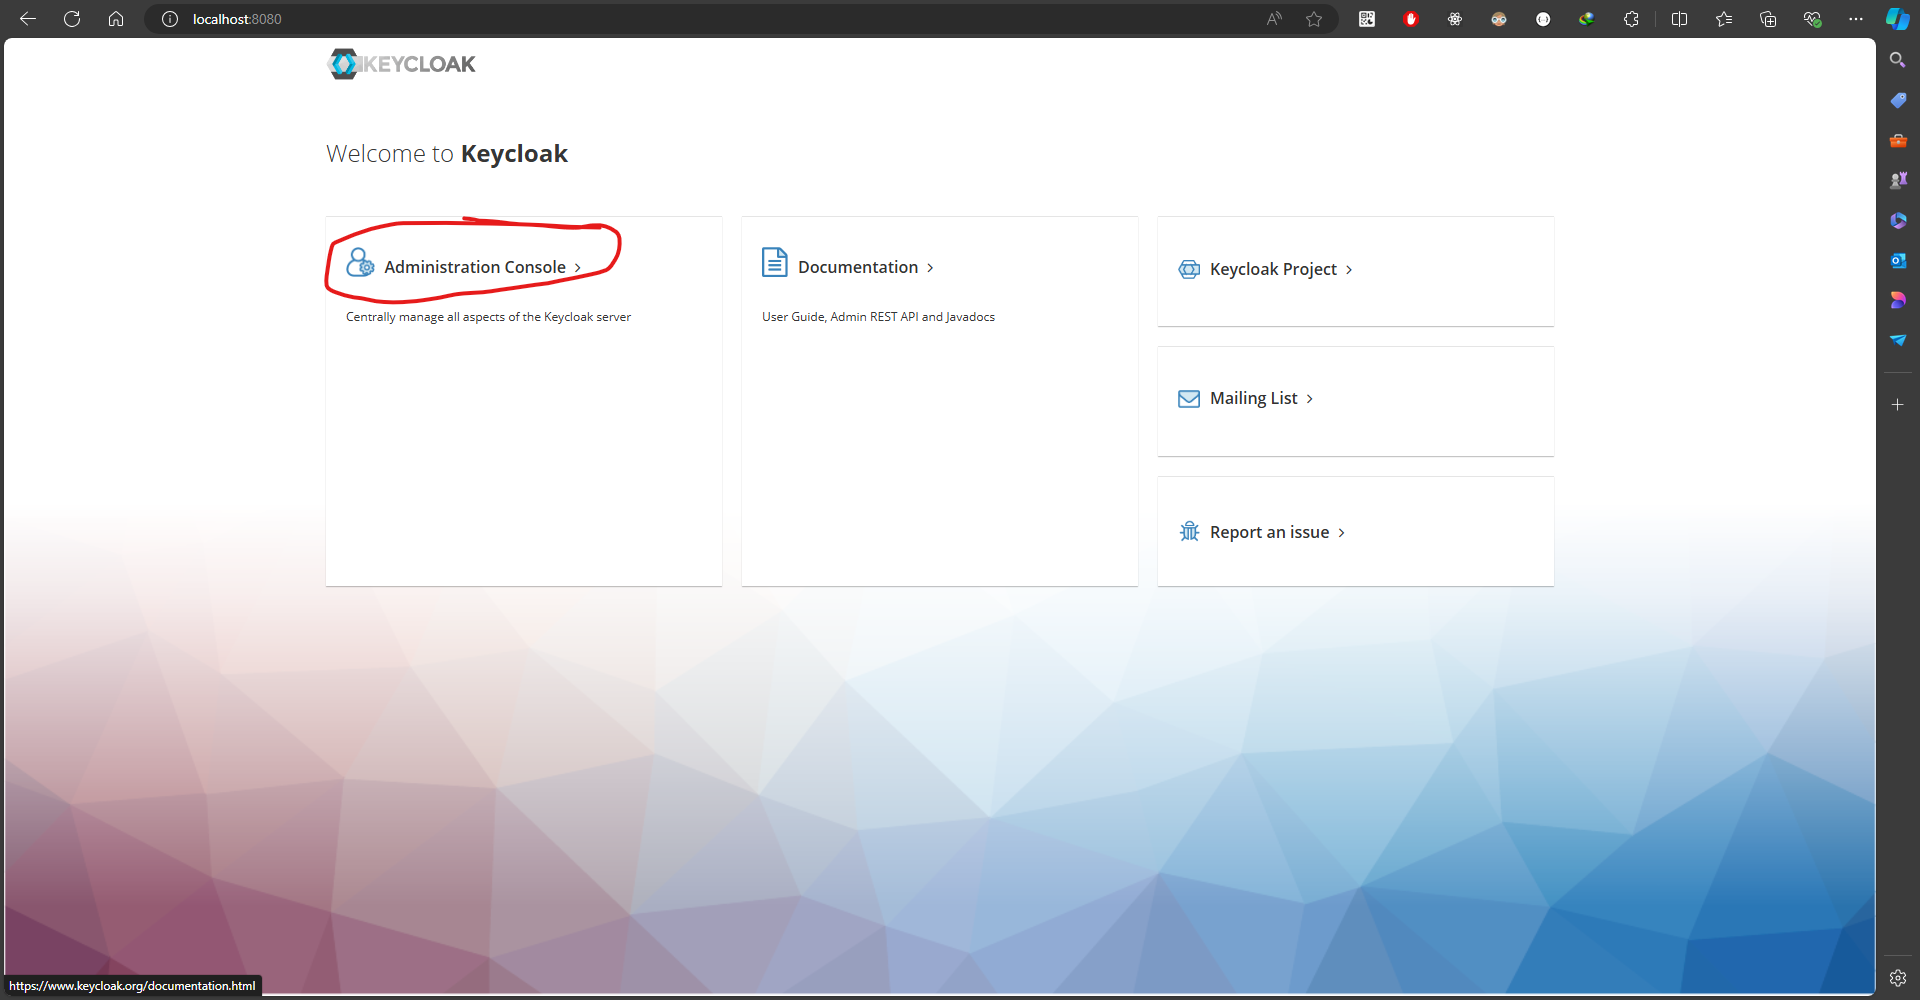 localhost:8080
KEYCLOAK
Welcome to Keycloak
Administration Console
Centrally manage all aspects of the Keycloak server
Documentation
User Guide, Admin REST API and Javadocs
Keycloak Project
Mailing List
Report an issue
https://www.keycloak.org/documentation.html